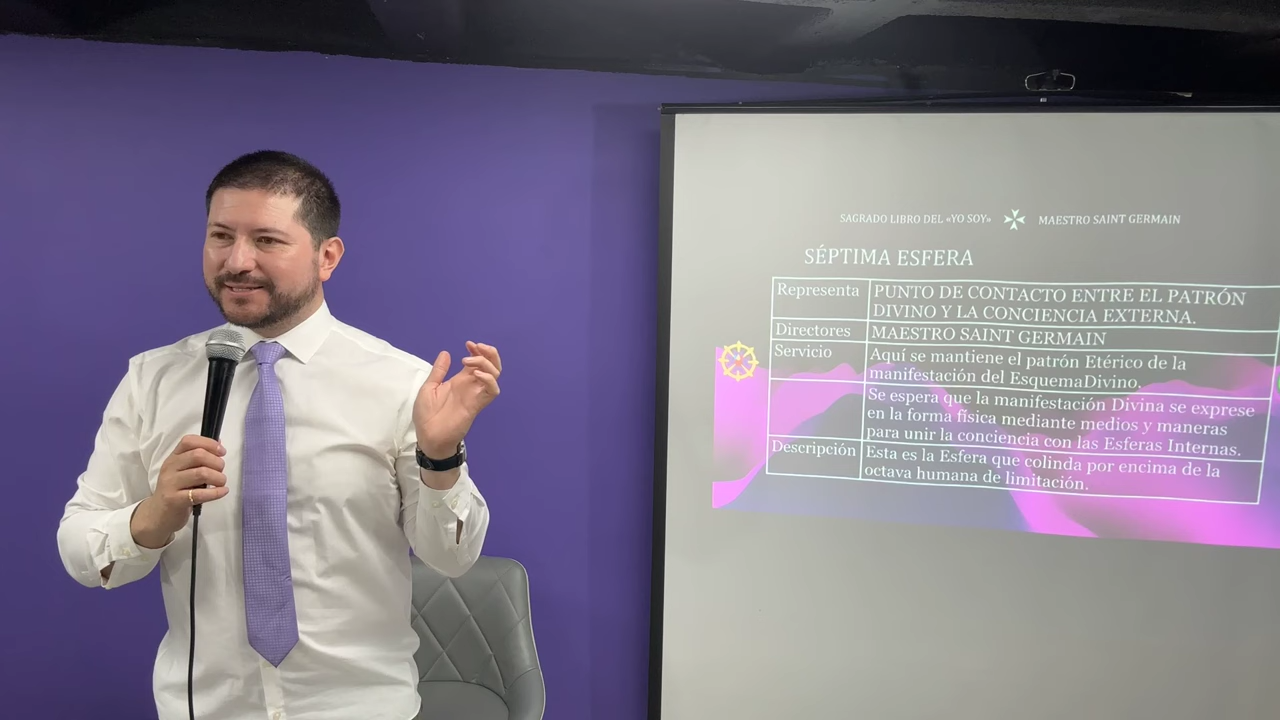 SAGRADO LIBRO DEL «YO SOY» MAESTRO SAINT GERMAIN
SÉPTIMA ESFERA
Representa PUNTO DE CONTACTO ENTRE EL PATRÓN
DIVINO Y LA CONCIENCIA EXTERNA.
Directores MAESTRO SAINT GERMAIN
Servicio Aquí se mantiene el patrón Etérico de la
manifestación del EsquemaDivino.
Se espera que la manifestación Divina se exprese
en la forma física mediante medios y maneras
para unir la conciencia con las Esferas Internas.
Descripción Esta es la Esfera que colinda por encima de la
octava humana de limitación.